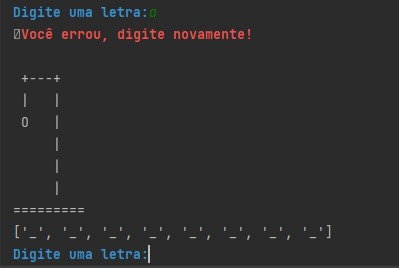 Digite uma letra:a
Você errou, digite novamente!
+---+
|   |
O   |
    |
    |
    |
=========
['_', '_', '_', '_', '_', '_', '_', '_']
Digite uma letra: